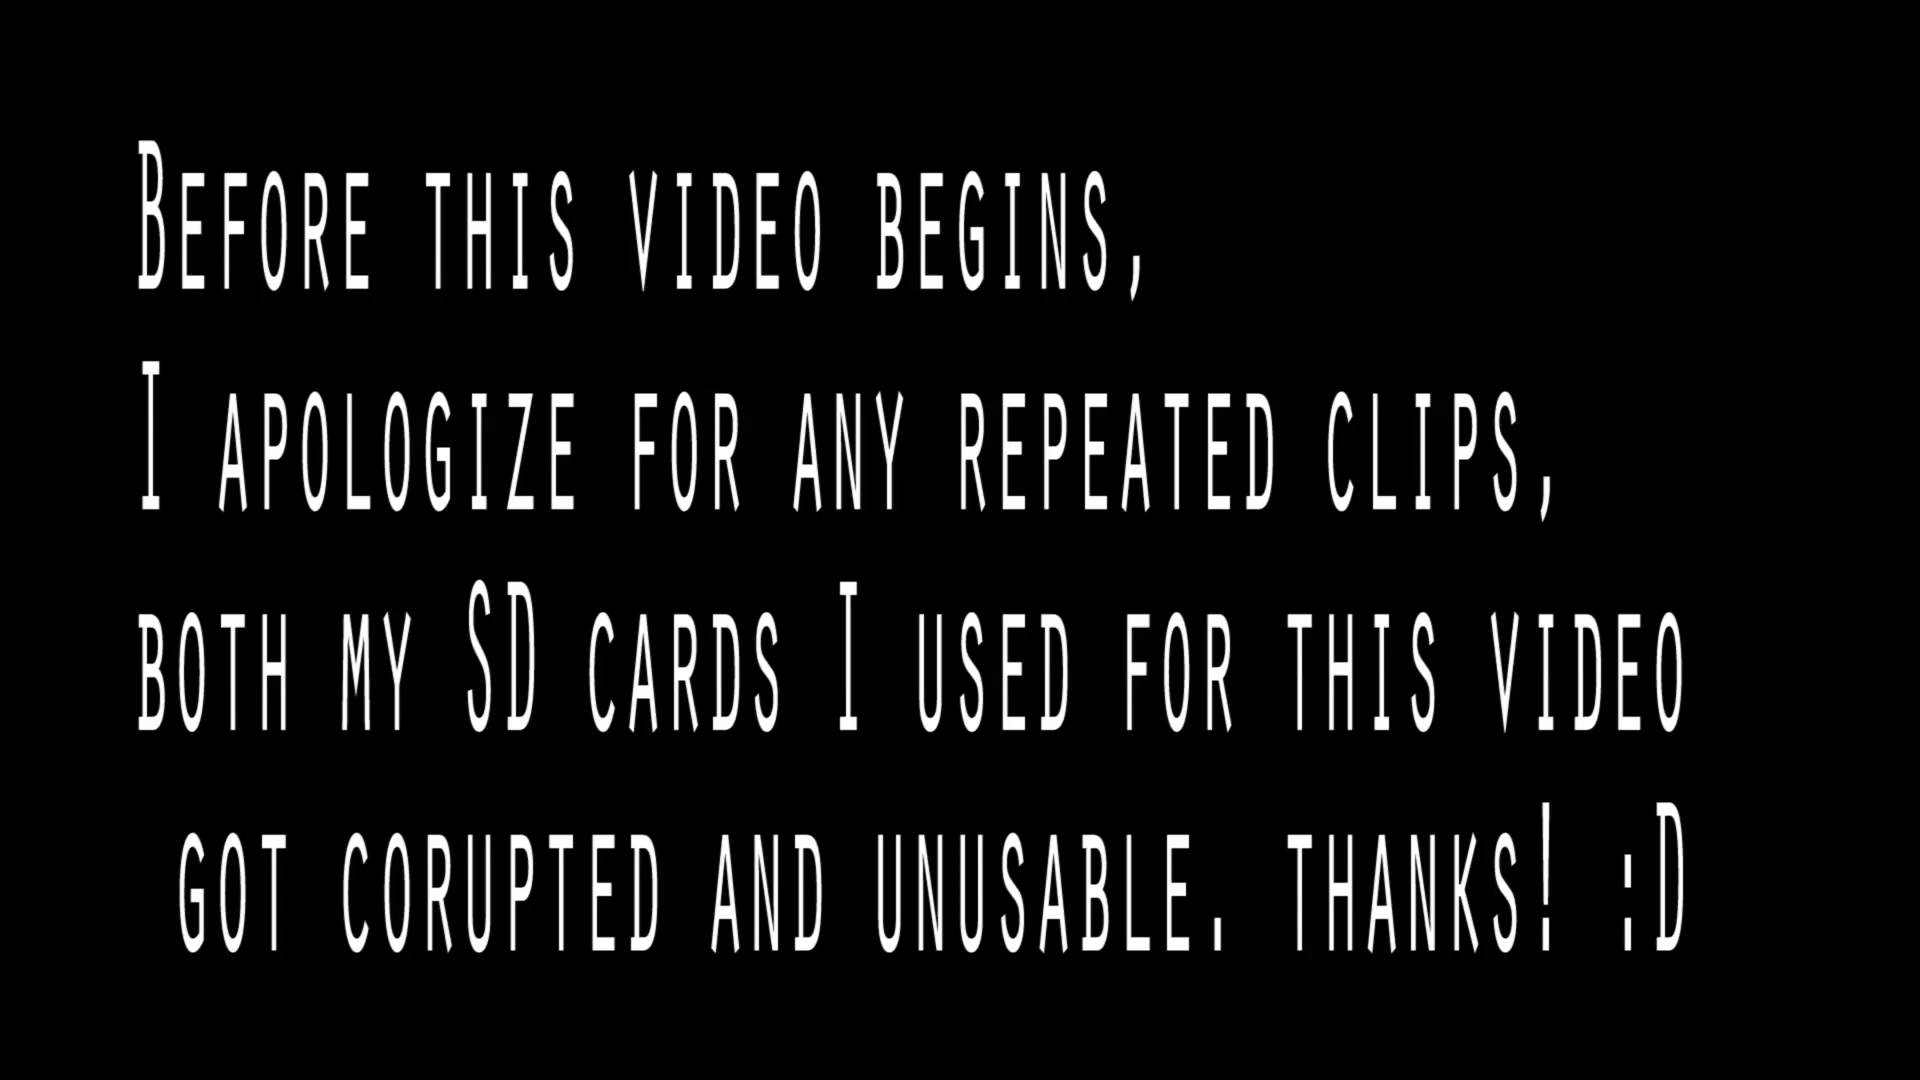 Before this video begins,
I apologize for any repeated clips,
both my SD cards I used for this video
got corupted and unusable. thanks! :D